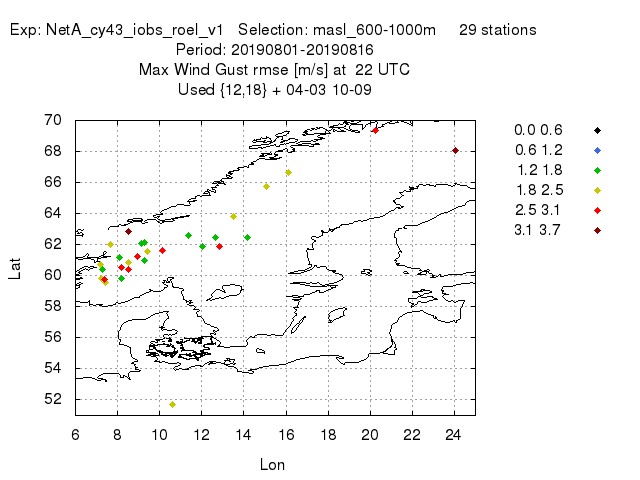 Exp: NetA_cy43_iobs_roel_v1 Selection: masl_600-1000m 29 stations
Period: 20190801-20190816
Max Wind Gust rmse [m/s] at 22 UTC
Used {12,18} + 04-03 10-09
70
68
66
64
62
60
58
56
54
52
Lat
6 8 10 12 14 16 18 20 22 24
Lon
0.0 0.6
0.6 1.2
1.2 1.8
1.8 2.5
2.5 3.1
3.1 3.7